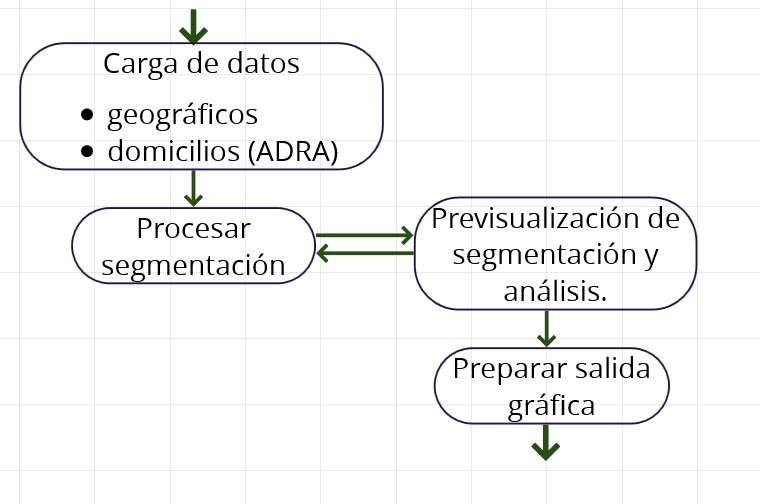 Carga de datos
• geográficos
• domicilios (ADRA)
Procesar
segmentación
Previsualización de
segmentación y
análisis.
Preparar salida
gráfica